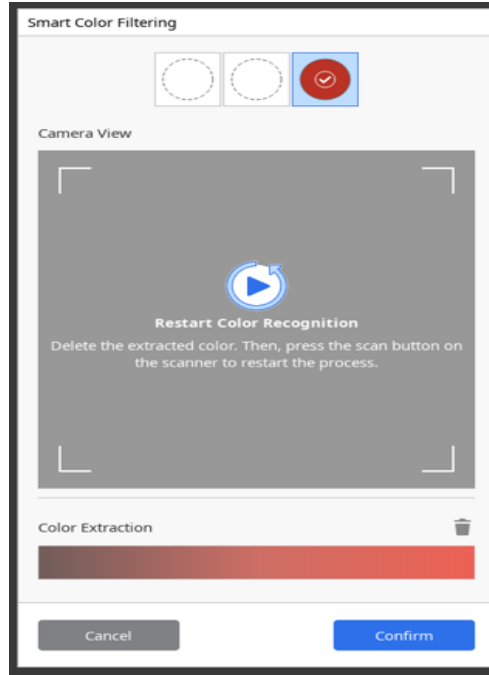 Smart Color Filtering
Camera View
Restart Color Recognition
Delete the extracted color. Then, press the scan button on
the scanner to restart the process.
Color Extraction
Cancel
Confirm